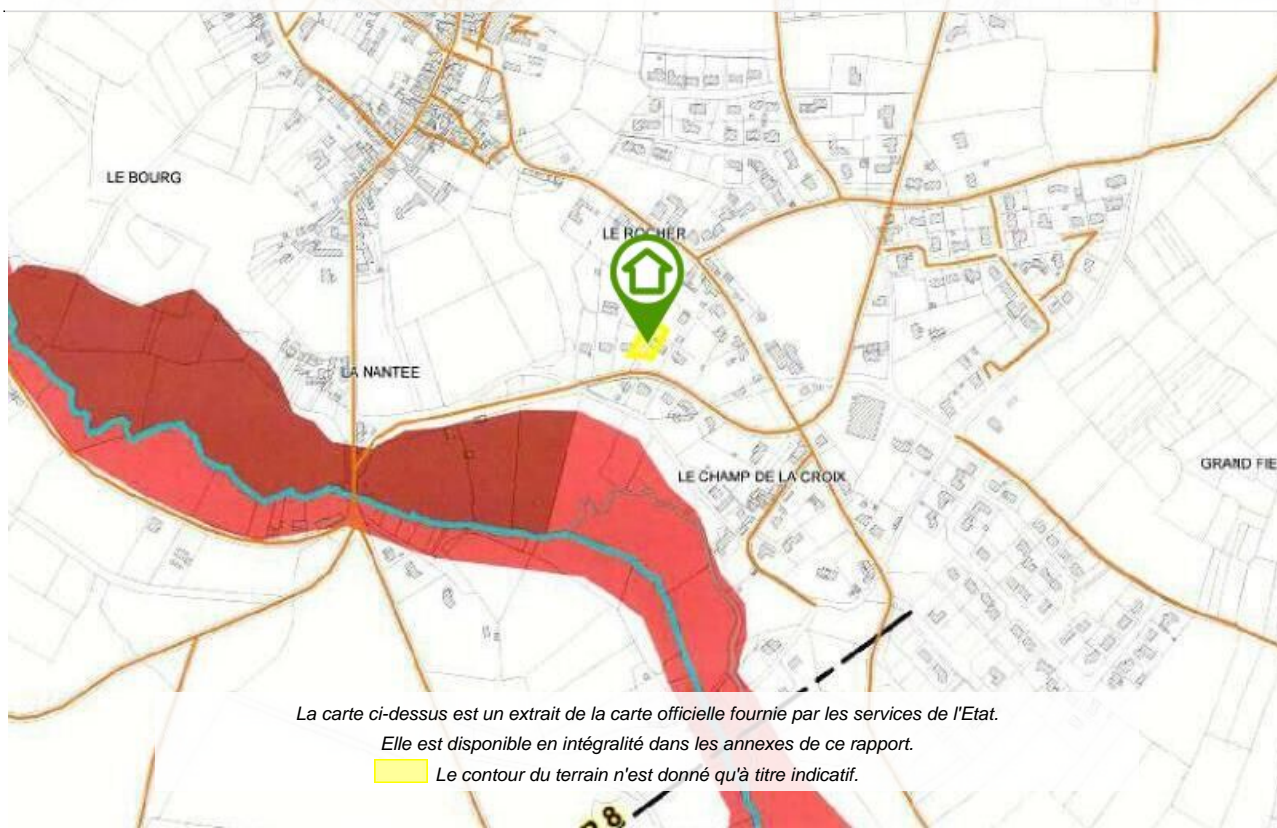 LE BOURG
LE ROCHER
LA NANTEE
LE CHAMP DE LA CROIX
GRAND FIE
La carte ci-dessus est un extrait de la carte officielle fournie par les services de l'Etat.
Elle est disponible en intégralité dans les annexes de ce rapport.
Le contour du terrain n'est donné qu'à titre indicatif.
8